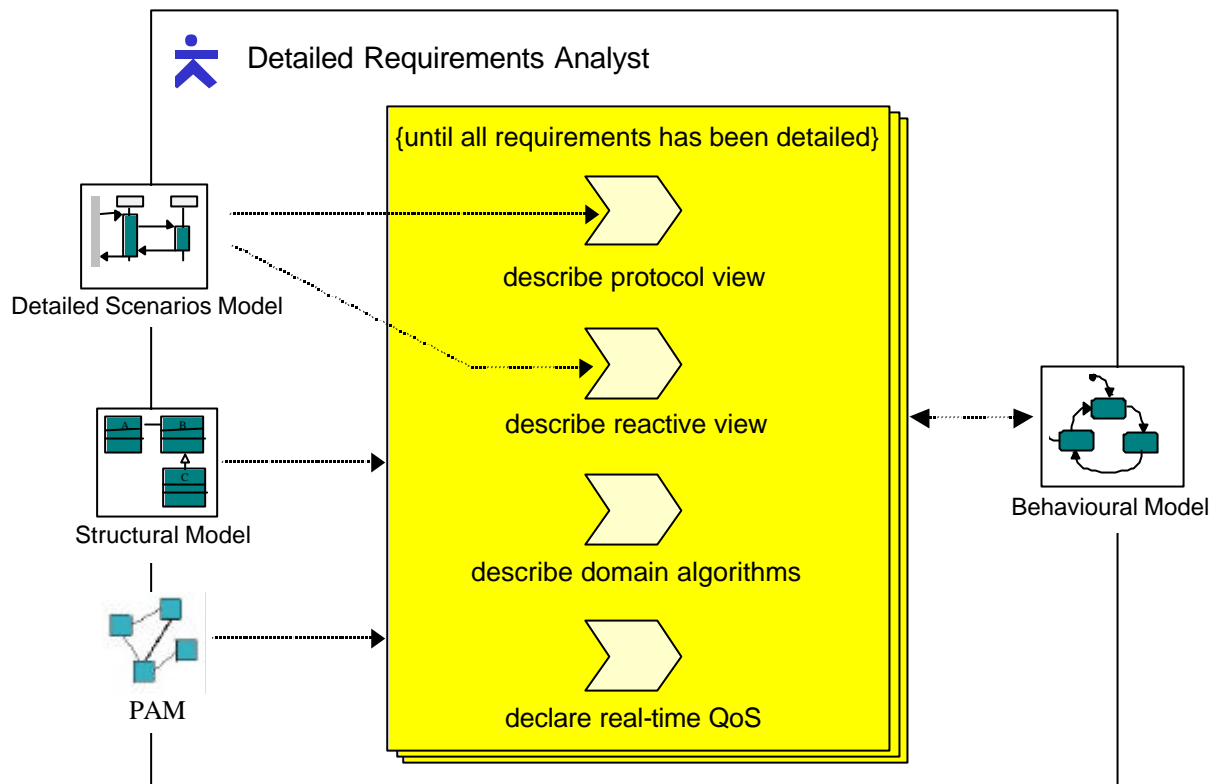 Detailed Requirements Analyst
{until all requirements has been detailed}
describe protocol view
Detailed Scenarios Model
describe reactive view
A
B
C
Structural Model
Behavioural Model
describe domain algorithms
PAM
declare real-time QoS